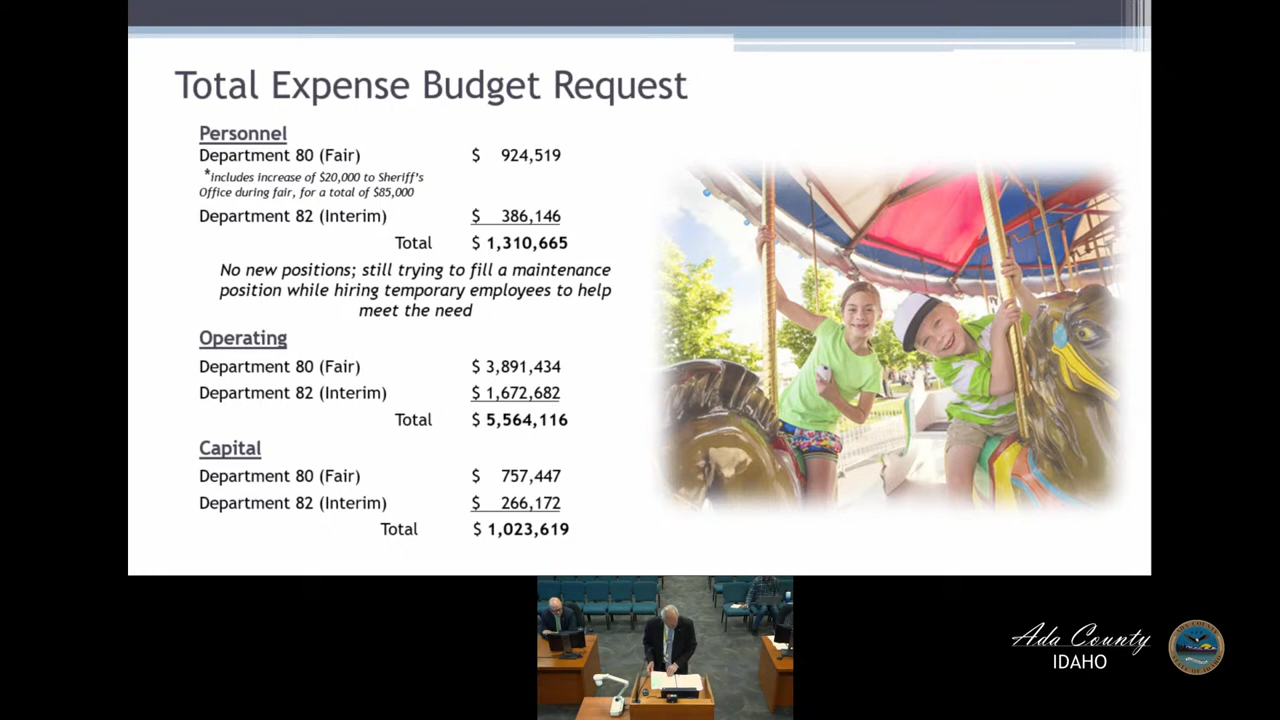 Total Expense Budget Request
Personnel
Department 80 (Fair) $ 924,519
*includes increase of $20,000 to Sheriff's
Office during fair, for a total of $85,000
Department 82 (Interim) $ 386,146
Total $ 1,310,665
No new positions; still trying to fill a maintenance
position while hiring temporary employees to help
meet the need
Operating
Department 80 (Fair) $ 3,891,434
Department 82 (Interim) $ 1,672,682
Total $ 5,564,116
Capital
Department 80 (Fair) $ 757,447
Department 82 (Interim) $ 266,172
Total $ 1,023,619
Ada County
IDAHO